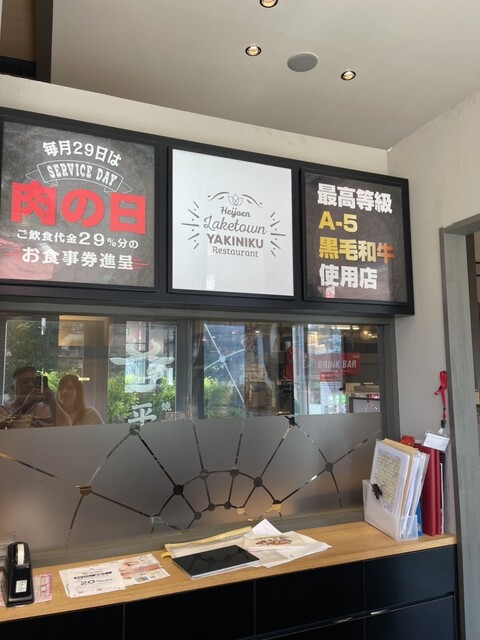 毎月29日は
SERVICE DAY
肉の日
ご飲食代金29%分の
お食事券進呈
Heijoen
Laketown
YAKINIKU
Restaurant
最高等級
A-5
黒毛和牛
使用店
DRINK BAR